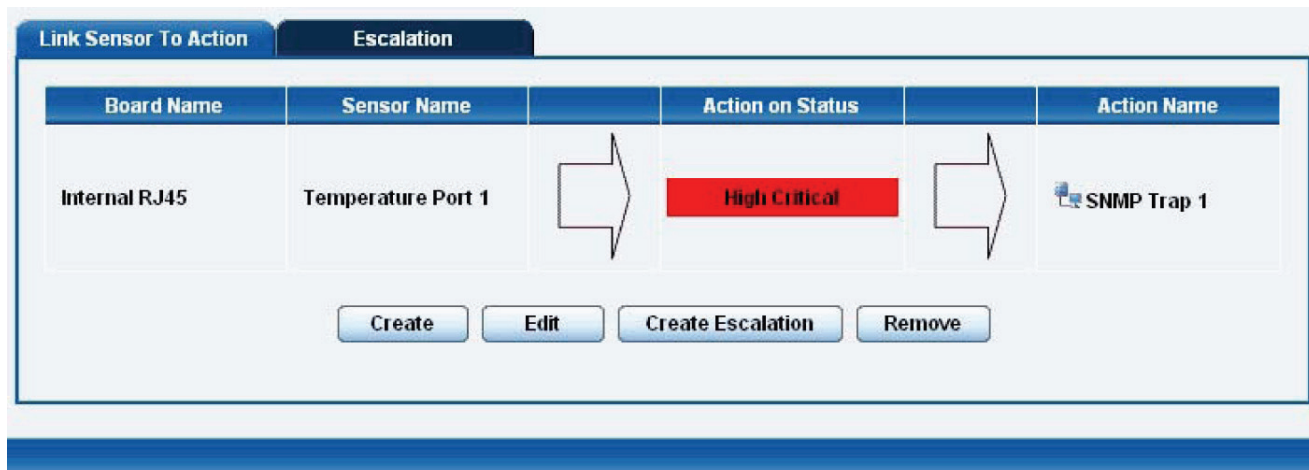 Link Sensor To Action Escalation
Board Name Sensor Name Action on Status Action Name
Internal RJ45 Temperature Port 1 High Critical SNMP Trap 1
Create Edit Create Escalation Remove